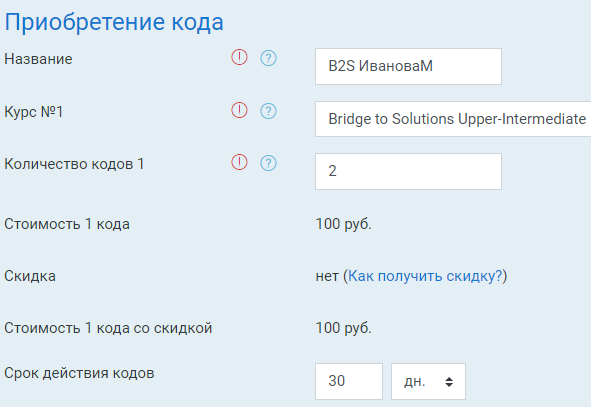 Приобретение кода
Название ! ? B2S ИвановаМ
Курс №1 ! ? Bridge to Solutions Upper-Intermediate
Количество кодов 1 ! ? 2
Стоимость 1 кода 100 руб.
Скидка нет (Как получить скидку?)
Стоимость 1 кода со скидкой 100 руб.
Срок действия кодов 30 дн.